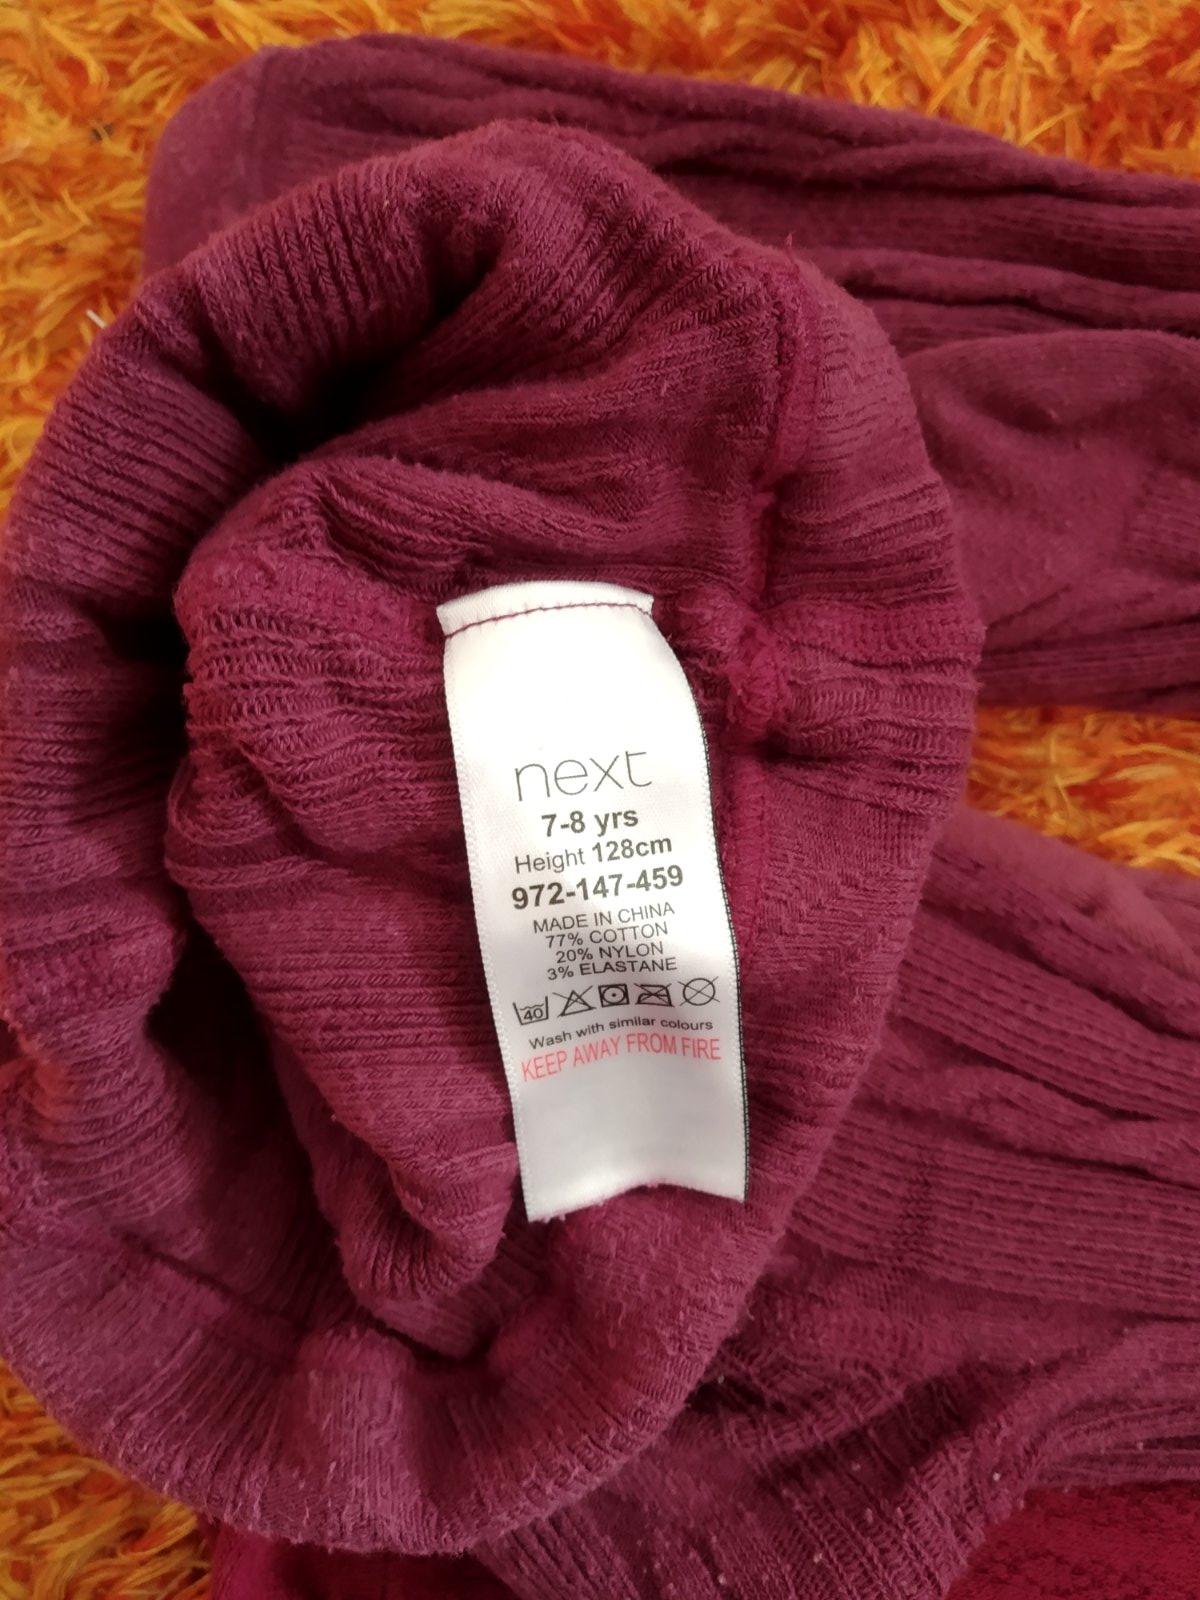 next
7-8 yrs
Height 128cm
972-147-459
MADE IN CHINA
77% COTTON
20% NYLON
3% ELASTANE
40
Wash with similar colours
KEEP AWAY FROM FIRE